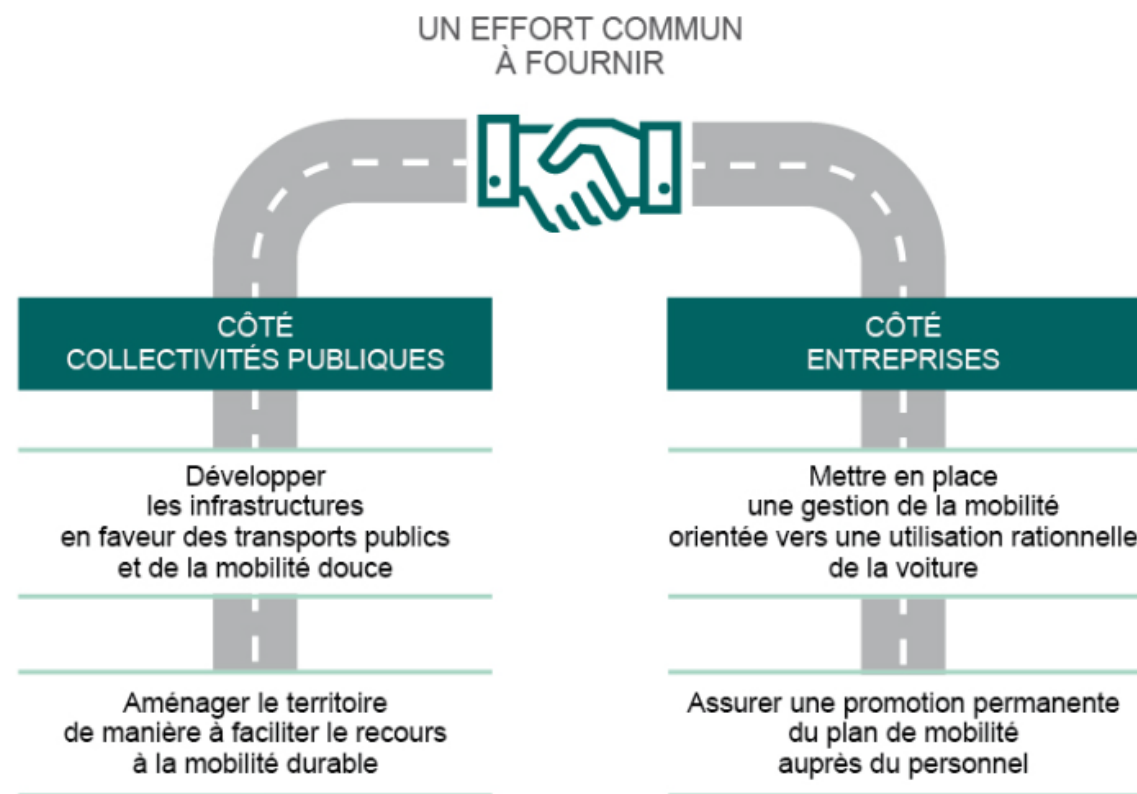 UN EFFORT COMMUN
À FOURNIR
CÔTÉ
COLLECTIVITÉS PUBLIQUES
Développer
les infrastructures
en faveur des transports publics
et de la mobilité douce
Aménager le territoire
de manière à faciliter le recours
à la mobilité durable
CÔTÉ
ENTREPRISES
Mettre en place
une gestion de la mobilité
orientée vers une utilisation rationnelle
de la voiture
Assurer une promotion permanente
du plan de mobilité
auprès du personnel